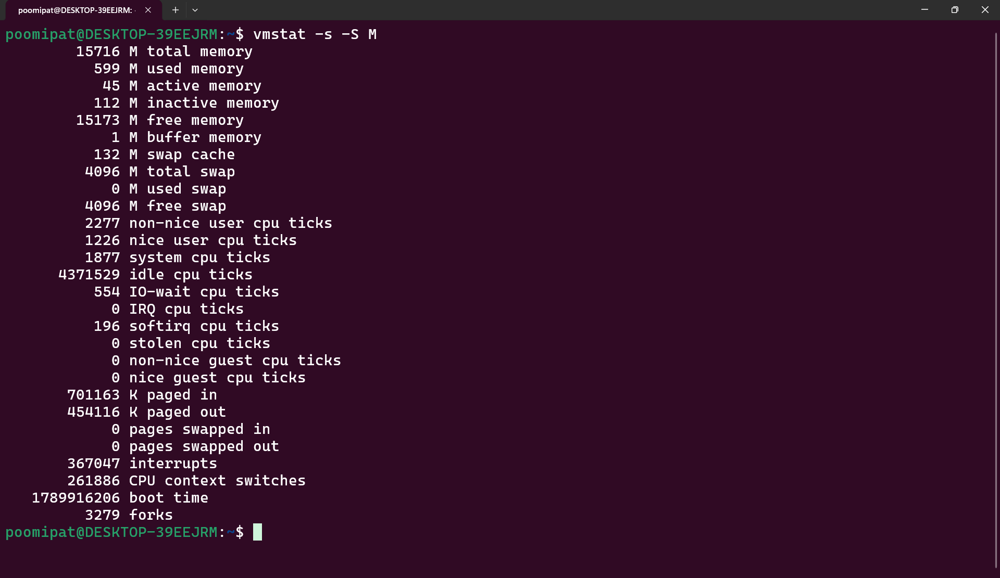 poomipat@DESKTOP-39EEJRM: ·
poomipat@DESKTOP-39EEJRM:~$ vmstat -s -S M
15716 M total memory
599 M used memory
45 M active memory
112 M inactive memory
15173 M free memory
1 M buffer memory
132 M swap cache
4096 M total swap
0 M used swap
4096 M free swap
2277 non-nice user cpu ticks
1226 nice user cpu ticks
1877 system cpu ticks
4371529 idle cpu ticks
554 IO-wait cpu ticks
0 IRQ cpu ticks
196 softirq cpu ticks
0 stolen cpu ticks
0 non-nice guest cpu ticks
0 nice guest cpu ticks
701163 K paged in
454116 K paged out
0 pages swapped in
0 pages swapped out
367047 interrupts
261886 CPU context switches
1789916206 boot time
3279 forks
poomipat@DESKTOP-39EEJRM:~$